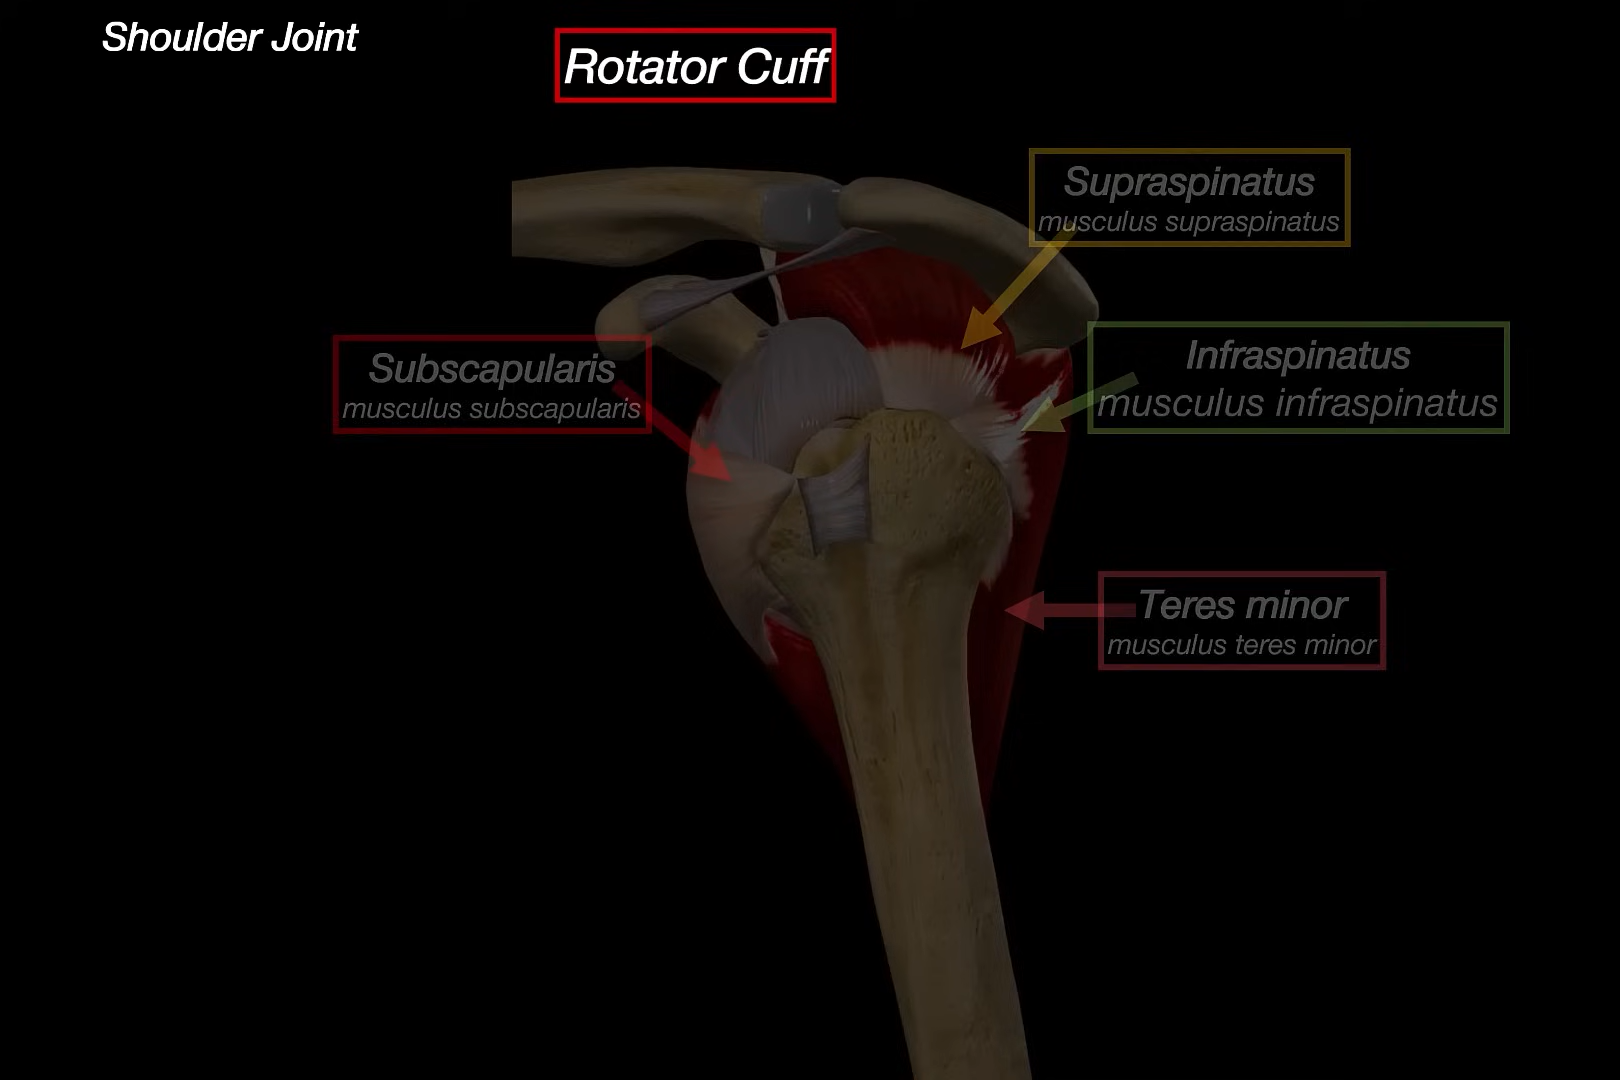 Shoulder Joint
Rotator Cuff
Supraspinatus
musculus supraspinatus
Subscapularis
musculus subscapularis
Infraspinatus
musculus infraspinatus
Teres minor
musculus teres minor